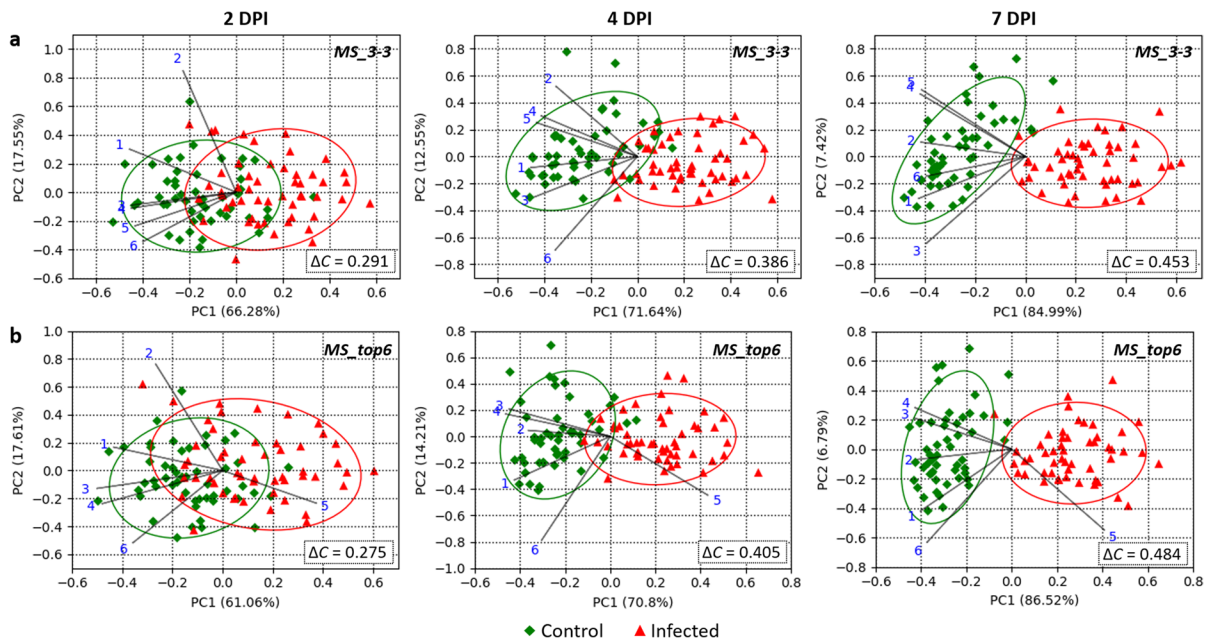 2 DPI 4 DPI 7 DPI
a
MS_3-3 MS_3-3 MS_3-3
PC2 (17.55%) PC2 (12.55%) PC2 (7.42%)
1.0 0.8 0.6 0.4 0.2 0.0 −0.2 −0.4 −0.6
0.8 0.6 0.4 0.2 0.0 −0.2 −0.4 −0.6 −0.8
0.8 0.6 0.4 0.2 0.0 −0.2 −0.4 −0.6 −0.8
2 1 3 4 5 6
2 4 5 1 3 6
5 4 2 6 1 3
ΔC = 0.291 ΔC = 0.386 ΔC = 0.453
−0.6 −0.4 −0.2 0.0 0.2 0.4 0.6
−0.6 −0.4 −0.2 0.0 0.2 0.4 0.6
−0.6 −0.4 −0.2 0.0 0.2 0.4 0.6
PC1 (66.28%) PC1 (71.64%) PC1 (84.99%)
b
MS_top6 MS_top6 MS_top6
PC2 (17.61%) PC2 (14.21%) PC2 (6.79%)
1.0 0.8 0.6 0.4 0.2 0.0 −0.2 −0.4 −0.6
0.8 0.6 0.4 0.2 0.0 −0.2 −0.4 −0.6 −0.8 −1.0
0.8 0.6 0.4 0.2 0.0 −0.2 −0.4 −0.6 −0.8
2 1 3 4 5 6
3 4 2 1 5 6
4 3 2 1 5 6
ΔC = 0.275 ΔC = 0.405 ΔC = 0.484
−0.6 −0.4 −0.2 0.0 0.2 0.4 0.6
−0.6 −0.4 −0.2 0.0 0.2 0.4 0.6 0.8
−0.6 −0.4 −0.2 0.0 0.2 0.4 0.6 0.8
PC1 (61.06%) PC1 (70.8%) PC1 (86.52%)
Control Infected